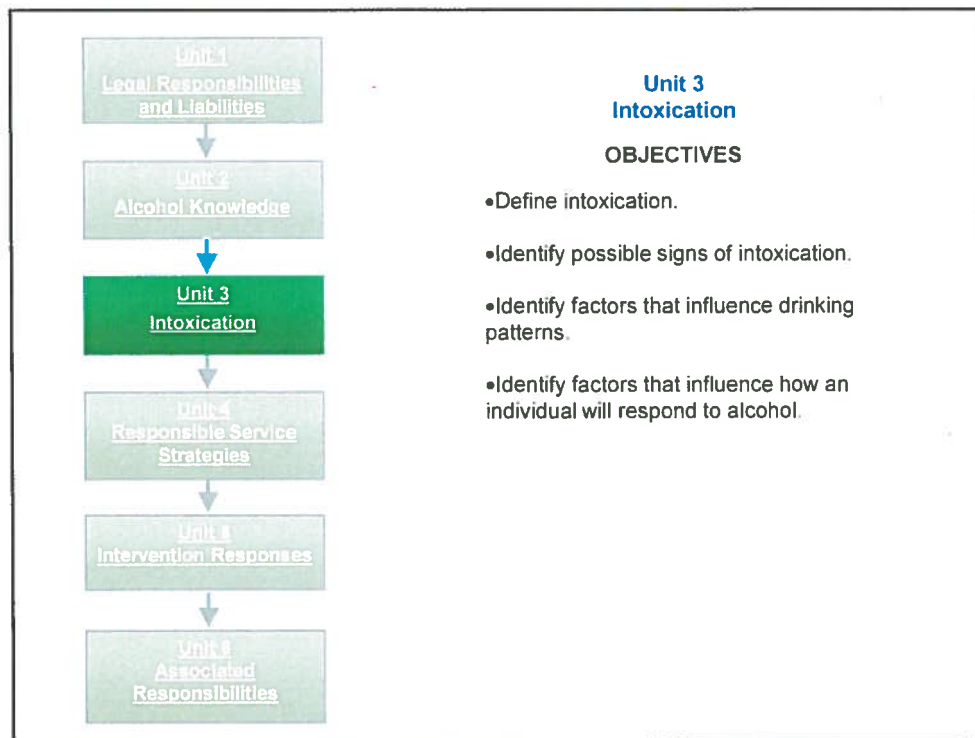 Unit 1
Legal Responsibilities
and Liabilities
Unit 2
Alcohol Knowledge
Unit 3
Intoxication
Unit 4
Responsible Service
Strategies
Unit 5
Intervention Responses
Unit 6
Associated
Responsibilities
Unit 3
Intoxication
OBJECTIVES
•Define intoxication.
•Identify possible signs of intoxication.
•Identify factors that influence drinking
patterns.
•Identify factors that influence how an
individual will respond to alcohol.